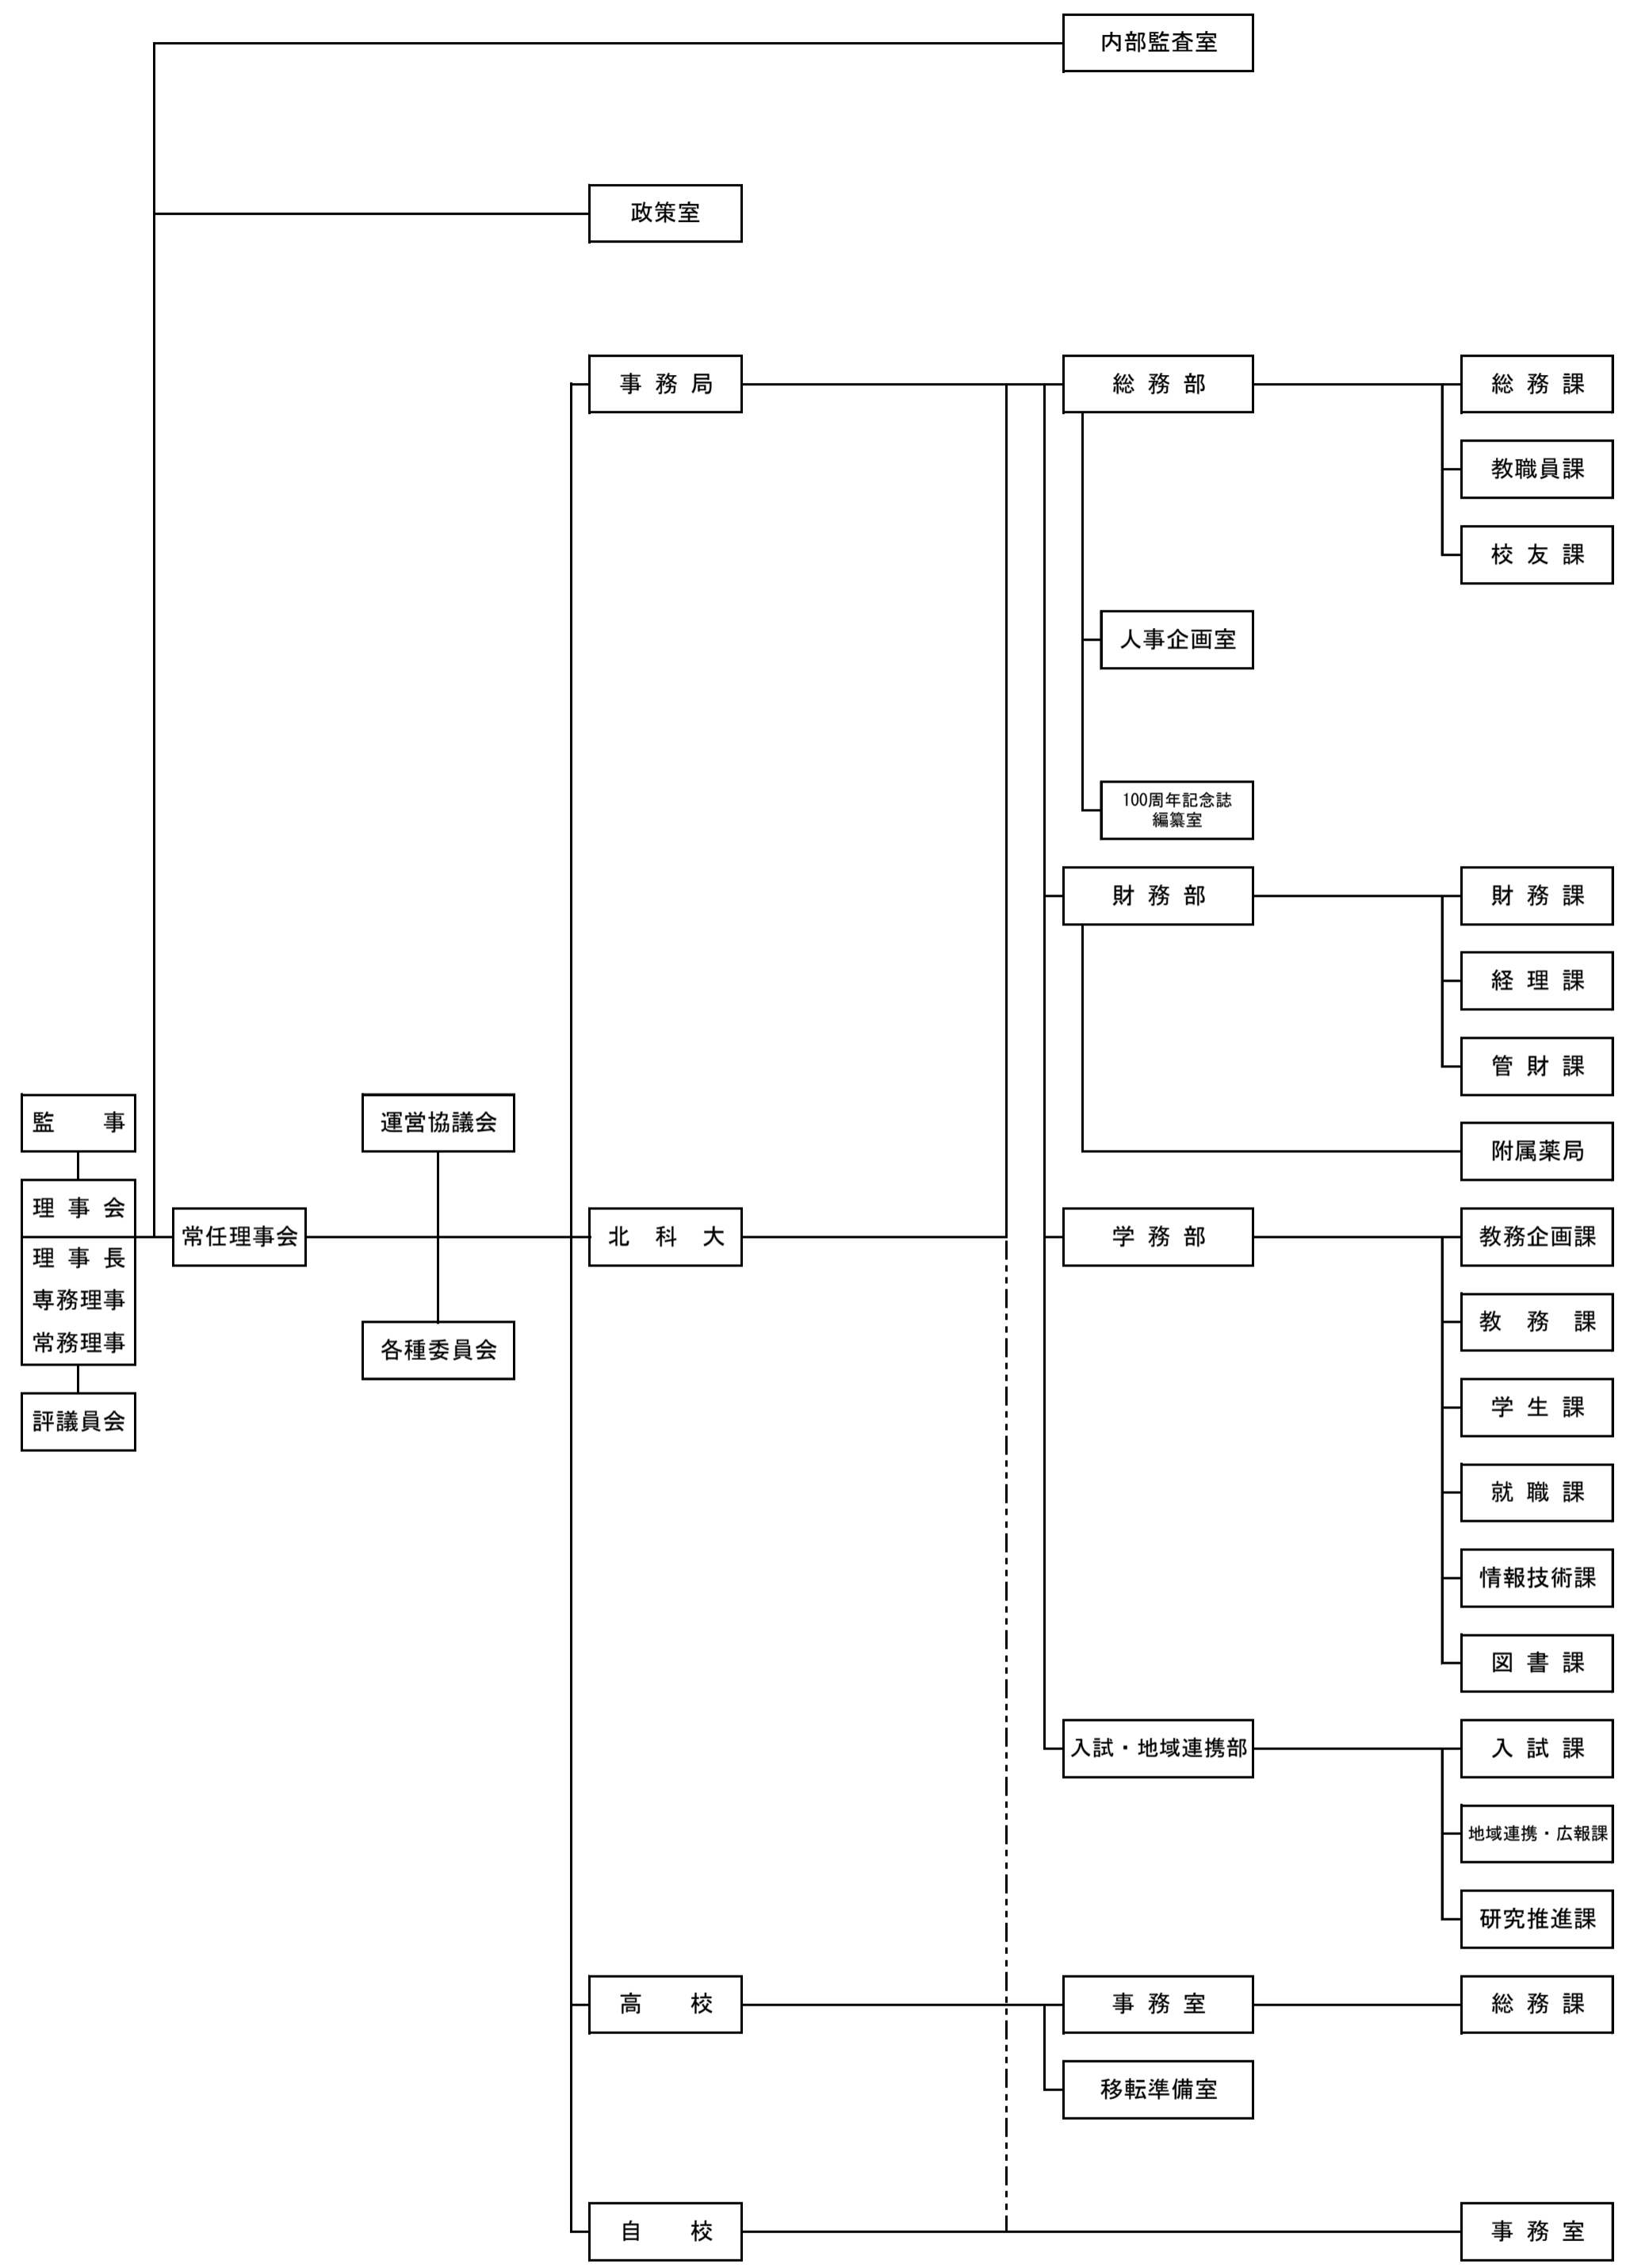 内部監査室
政策室
事務局
総務部
総務課
教職員課
校友課
人事企画室
100周年記念誌
編纂室
財務部
財務課
経理課
管財課
監事
運営協議会
附属薬局
理事会
常任理事会
北科大
学務部
教務企画課
理事長
専務理事
常務理事
教務課
各種委員会
学生課
評議員会
就職課
情報技術課
図書課
入試・地域連携部
入試課
地域連携・広報課
研究推進課
高校
事務室
総務課
移転準備室
自校
事務室